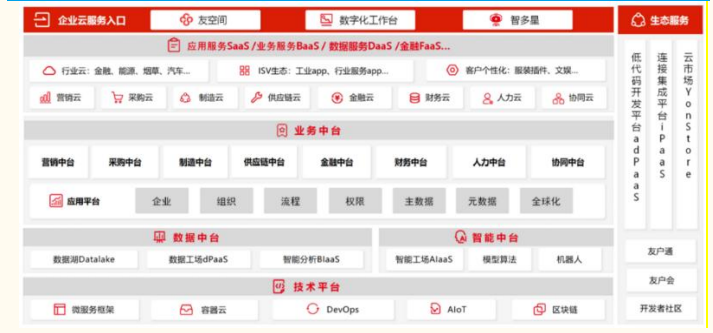 企业云服务入口 友空间 数字化工作台 智多星
应用服务SaaS/业务服务BaaS/ 数据服务DaaS /金融FaaS...
行业云：金融、能源、烟草、汽车... ISV生态：工业app、行业服务app... 客户个性化：服装插件、文娱...
营销云 采购云 制造云 供应链云 金融云 财务云 人力云 协同云
业务中台
营销中台 采购中台 制造中台 供应链中台 金融中台 财务中台 人力中台 协同中台
应用平台 企业 组织 流程 权限 主数据 元数据 全球化
数据中台 智能中台
数据湖Datalake 数据工场dPaaS 智能分析BIaaS 智能工场AIaaS 模型算法 机器人
技术平台
微服务框架 容器云 DevOps AIoT 区块链
生态服务
低代码开发平台adPaaS
连接集成平台iPaaS
云市场YonStore
友户通
友户会
开发者社区